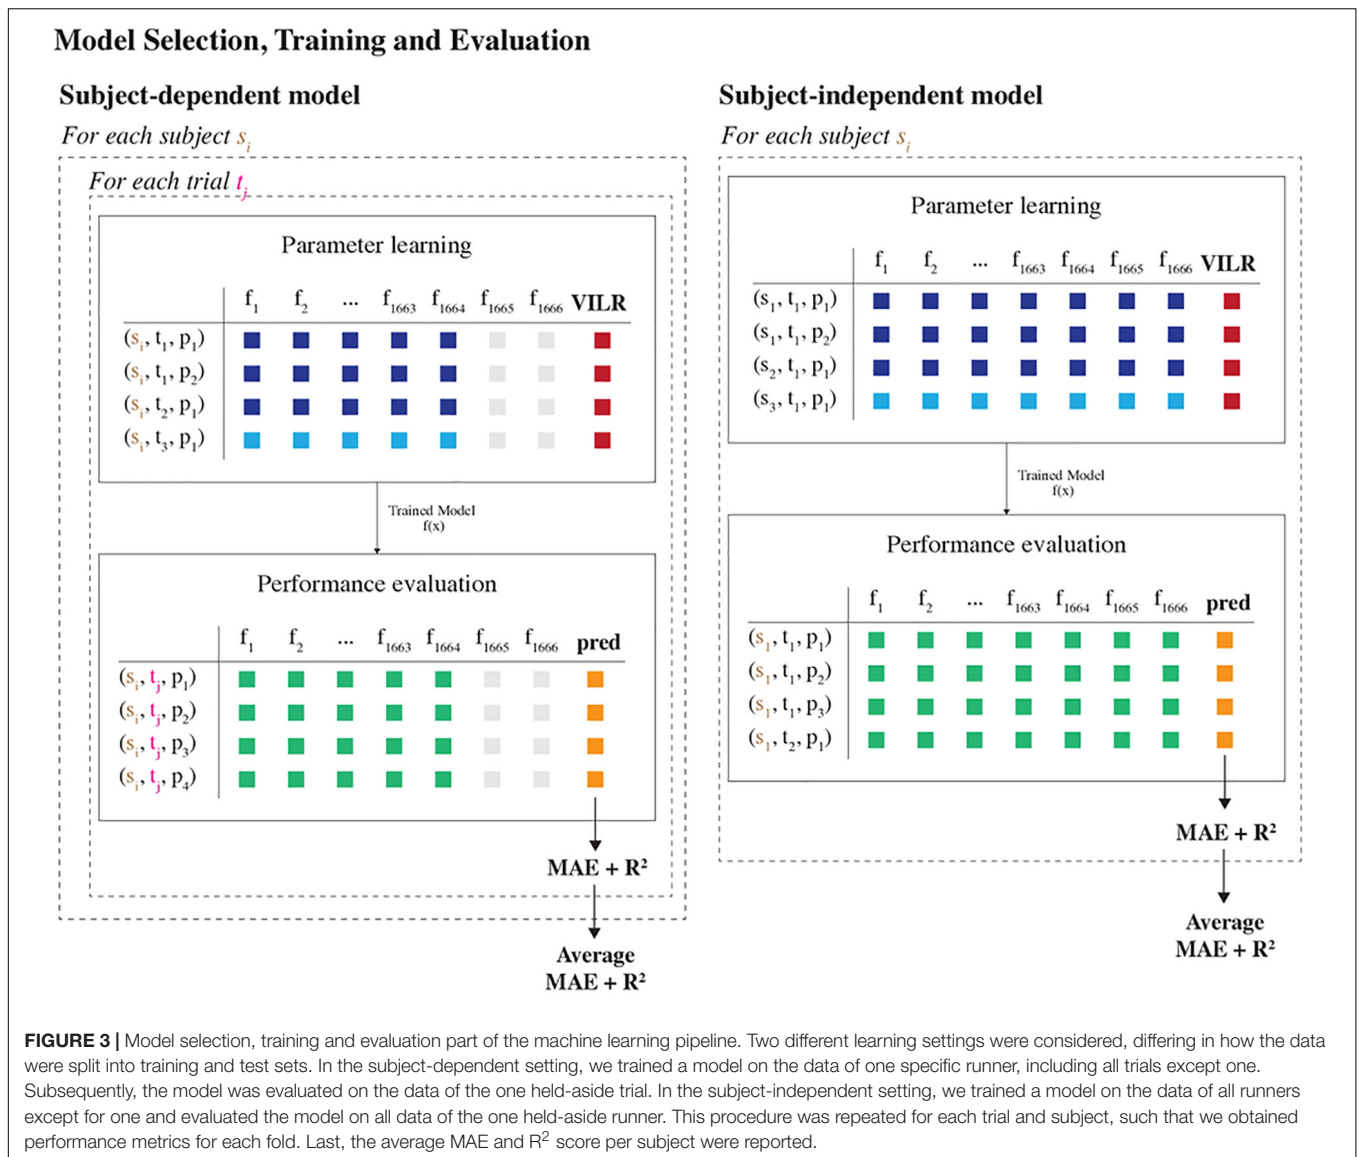 Model Selection, Training and Evaluation
Subject-dependent model
For each subject sᵢ
For each trial tⱼ
Parameter learning
f₁ f₂ ... f₁₆₆₃ f₁₆₆₄ f₁₆₆₅ f₁₆₆₆ VILR
(sᵢ, t₁, p₁)
(sᵢ, t₁, p₂)
(sᵢ, t₂, p₁)
(sᵢ, t₃, p₁)
Trained Model
f(x)
Performance evaluation
f₁ f₂ ... f₁₆₆₃ f₁₆₆₄ f₁₆₆₅ f₁₆₆₆ pred
(sᵢ, tⱼ, p₁)
(sᵢ, tⱼ, p₂)
(sᵢ, tⱼ, p₃)
(sᵢ, tⱼ, p₄)
MAE + R²
Average
MAE + R²
Subject-independent model
For each subject sᵢ
Parameter learning
f₁ f₂ ... f₁₆₆₃ f₁₆₆₄ f₁₆₆₅ f₁₆₆₆ VILR
(s₁, t₁, p₁)
(s₁, t₁, p₂)
(s₂, t₁, p₁)
(s₃, t₁, p₁)
Trained Model
f(x)
Performance evaluation
f₁ f₂ ... f₁₆₆₃ f₁₆₆₄ f₁₆₆₅ f₁₆₆₆ pred
(s₁, t₁, p₁)
(s₁, t₁, p₂)
(s₁, t₁, p₃)
(s₁, t₂, p₁)
MAE + R²
Average
MAE + R²
FIGURE 3 | Model selection, training and evaluation part of the machine learning pipeline. Two different learning settings were considered, differing in how the data
were split into training and test sets. In the subject-dependent setting, we trained a model on the data of one specific runner, including all trials except one.
Subsequently, the model was evaluated on the data of the one held-aside trial. In the subject-independent setting, we trained a model on the data of all runners
except for one and evaluated the model on all data of the one held-aside runner. This procedure was repeated for each trial and subject, such that we obtained
performance metrics for each fold. Last, the average MAE and R² score per subject were reported.